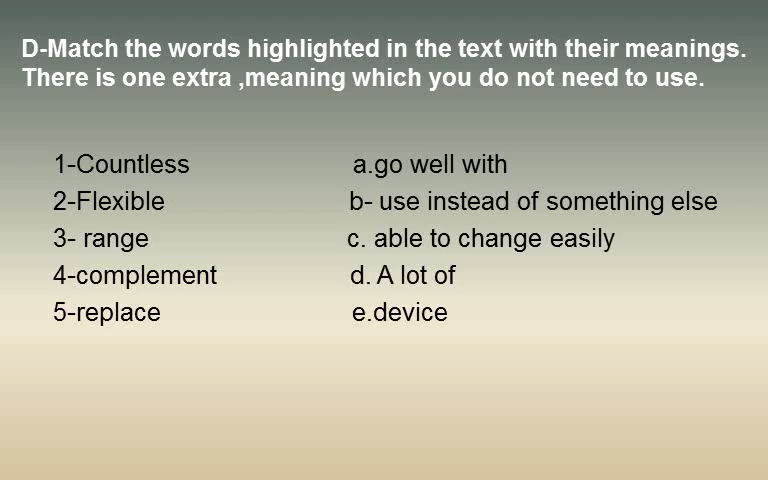 D-Match the words highlighted in the text with their meanings.
There is one extra ,meaning which you do not need to use.
1-Countless a.go well with
2-Flexible b- use instead of something else
3- range c. able to change easily
4-complement d. A lot of
5-replace e.device